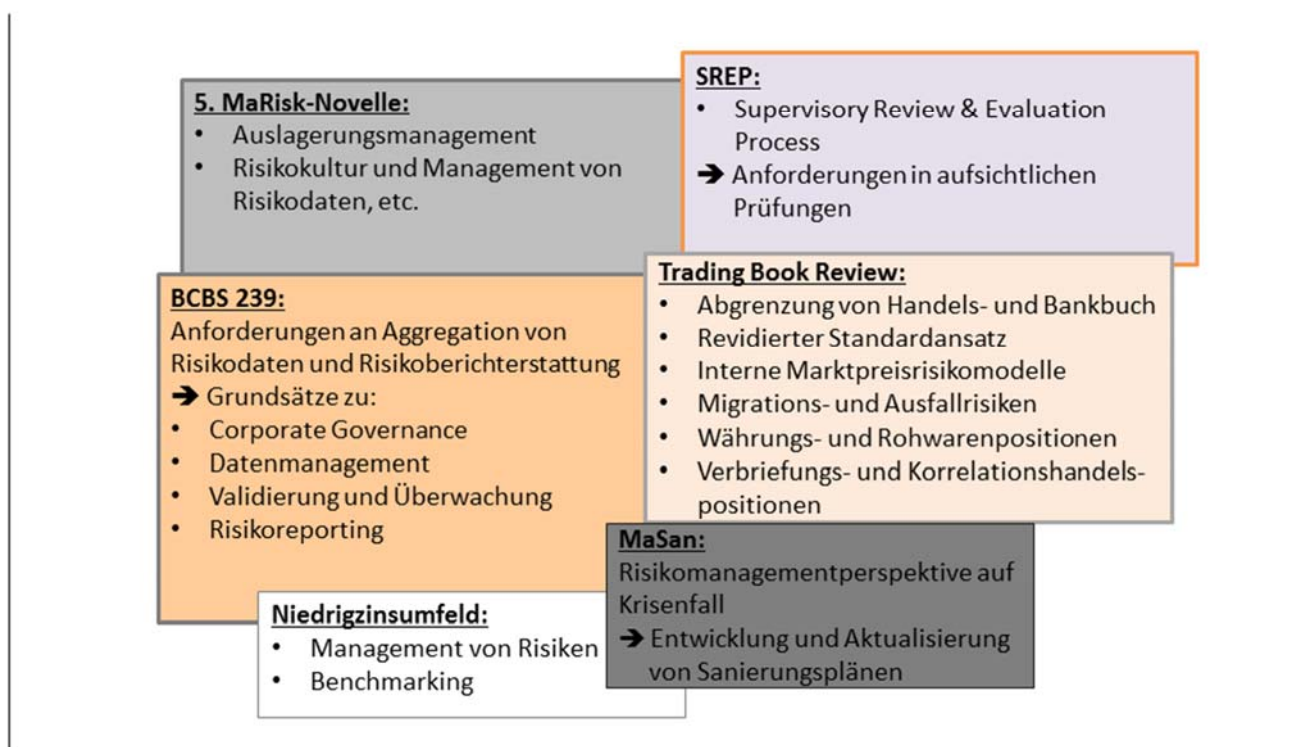 5. MaRisk-Novelle:
• Auslagerungsmanagement
• Risikokultur und Management von
Risikodaten, etc.
SREP:
• Supervisory Review & Evaluation
Process
➔ Anforderungen in aufsichtlichen
Prüfungen
BCBS 239:
Anforderungen an Aggregation von
Risikodaten und Risikoberichterstattung
➔ Grundsätze zu:
• Corporate Governance
• Datenmanagement
• Validierung und Überwachung
• Risikoreporting
Trading Book Review:
• Abgrenzung von Handels- und Bankbuch
• Revidierter Standardansatz
• Interne Marktpreisrisikomodelle
• Migrations- und Ausfallrisiken
• Währungs- und Rohwarenpositionen
• Verbriefungs- und Korrelationshandels-
positionen
MaSan:
Risikomanagementperspektive auf
Krisenfall
➔ Entwicklung und Aktualisierung
von Sanierungsplänen
Niedrigzinsumfeld:
• Management von Risiken
• Benchmarking